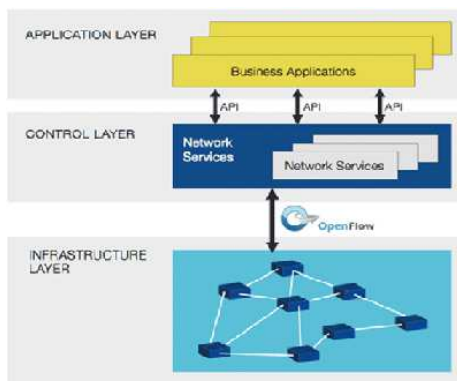 APPLICATION LAYER
Business Applications
API
API
API
CONTROL LAYER
Network
Services
Network Services
OpenFlow
INFRASTRUCTURE
LAYER